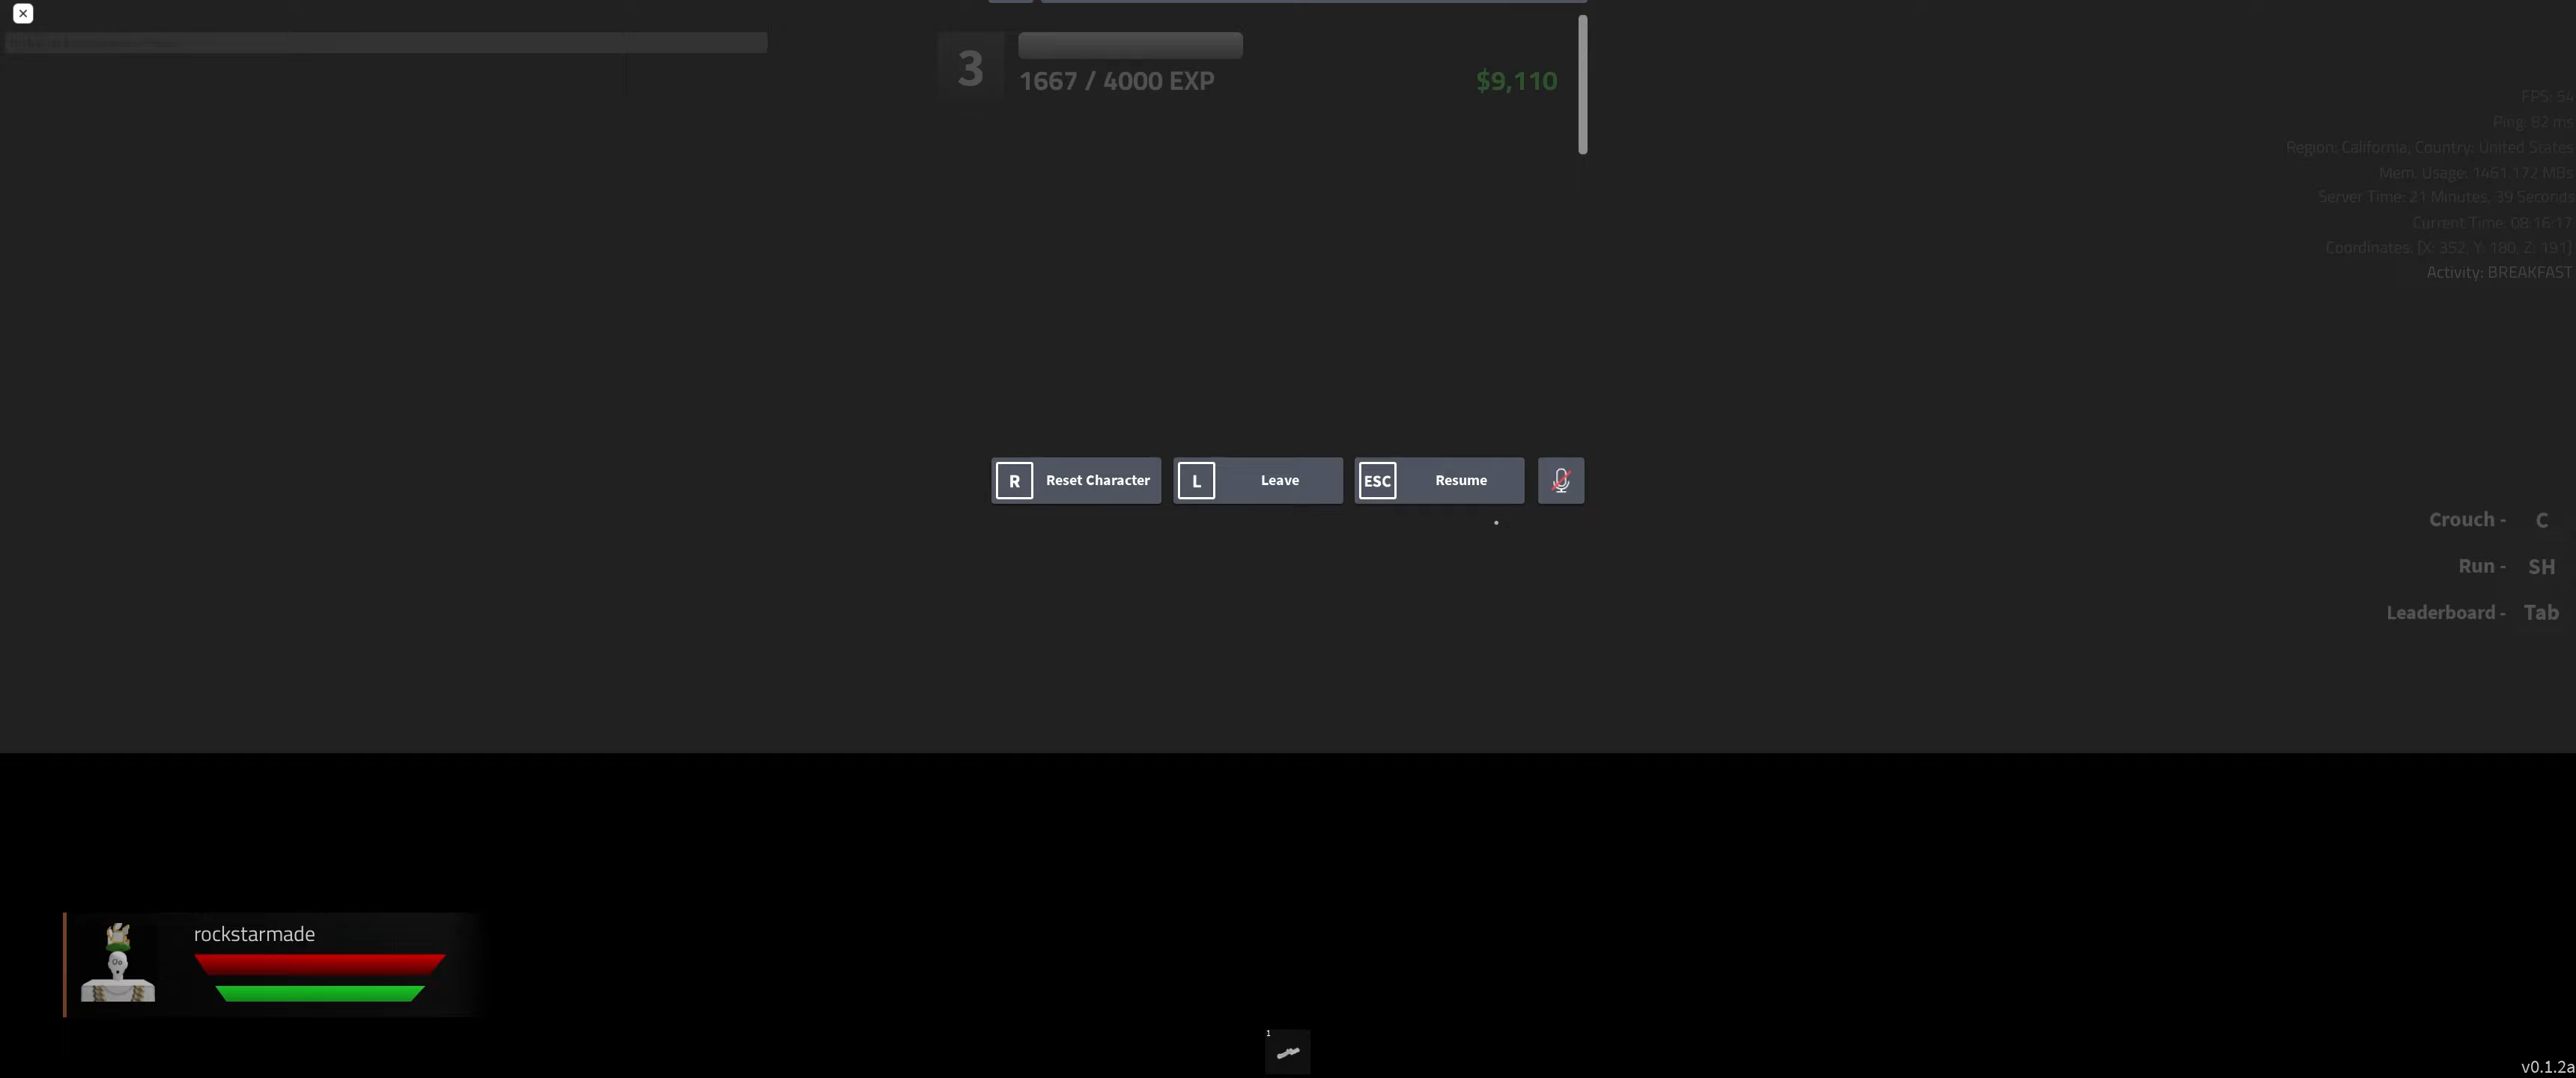 3
1667 / 4000 EXP
$9,110
FPS: 54
Ping: 82 ms
Region: California, Country: United States
Mem. Usage: 1461.172 MBs
Server Time: 21 Minutes, 39 Seconds
Current Time: 08:16:17
Coordinates: [X: 352, Y: 180, Z: 191]
Activity: BREAKFAST
R Reset Character
L Leave
ESC Resume
Crouch - C
Run - SH
Leaderboard - Tab
rockstarmade
1
v0.1.2a